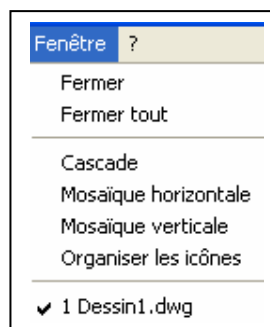 Fenêtre ?
Fermer
Fermer tout
Cascade
Mosaïque horizontale
Mosaïque verticale
Organiser les icônes
✓ 1 Dessin1.dwg